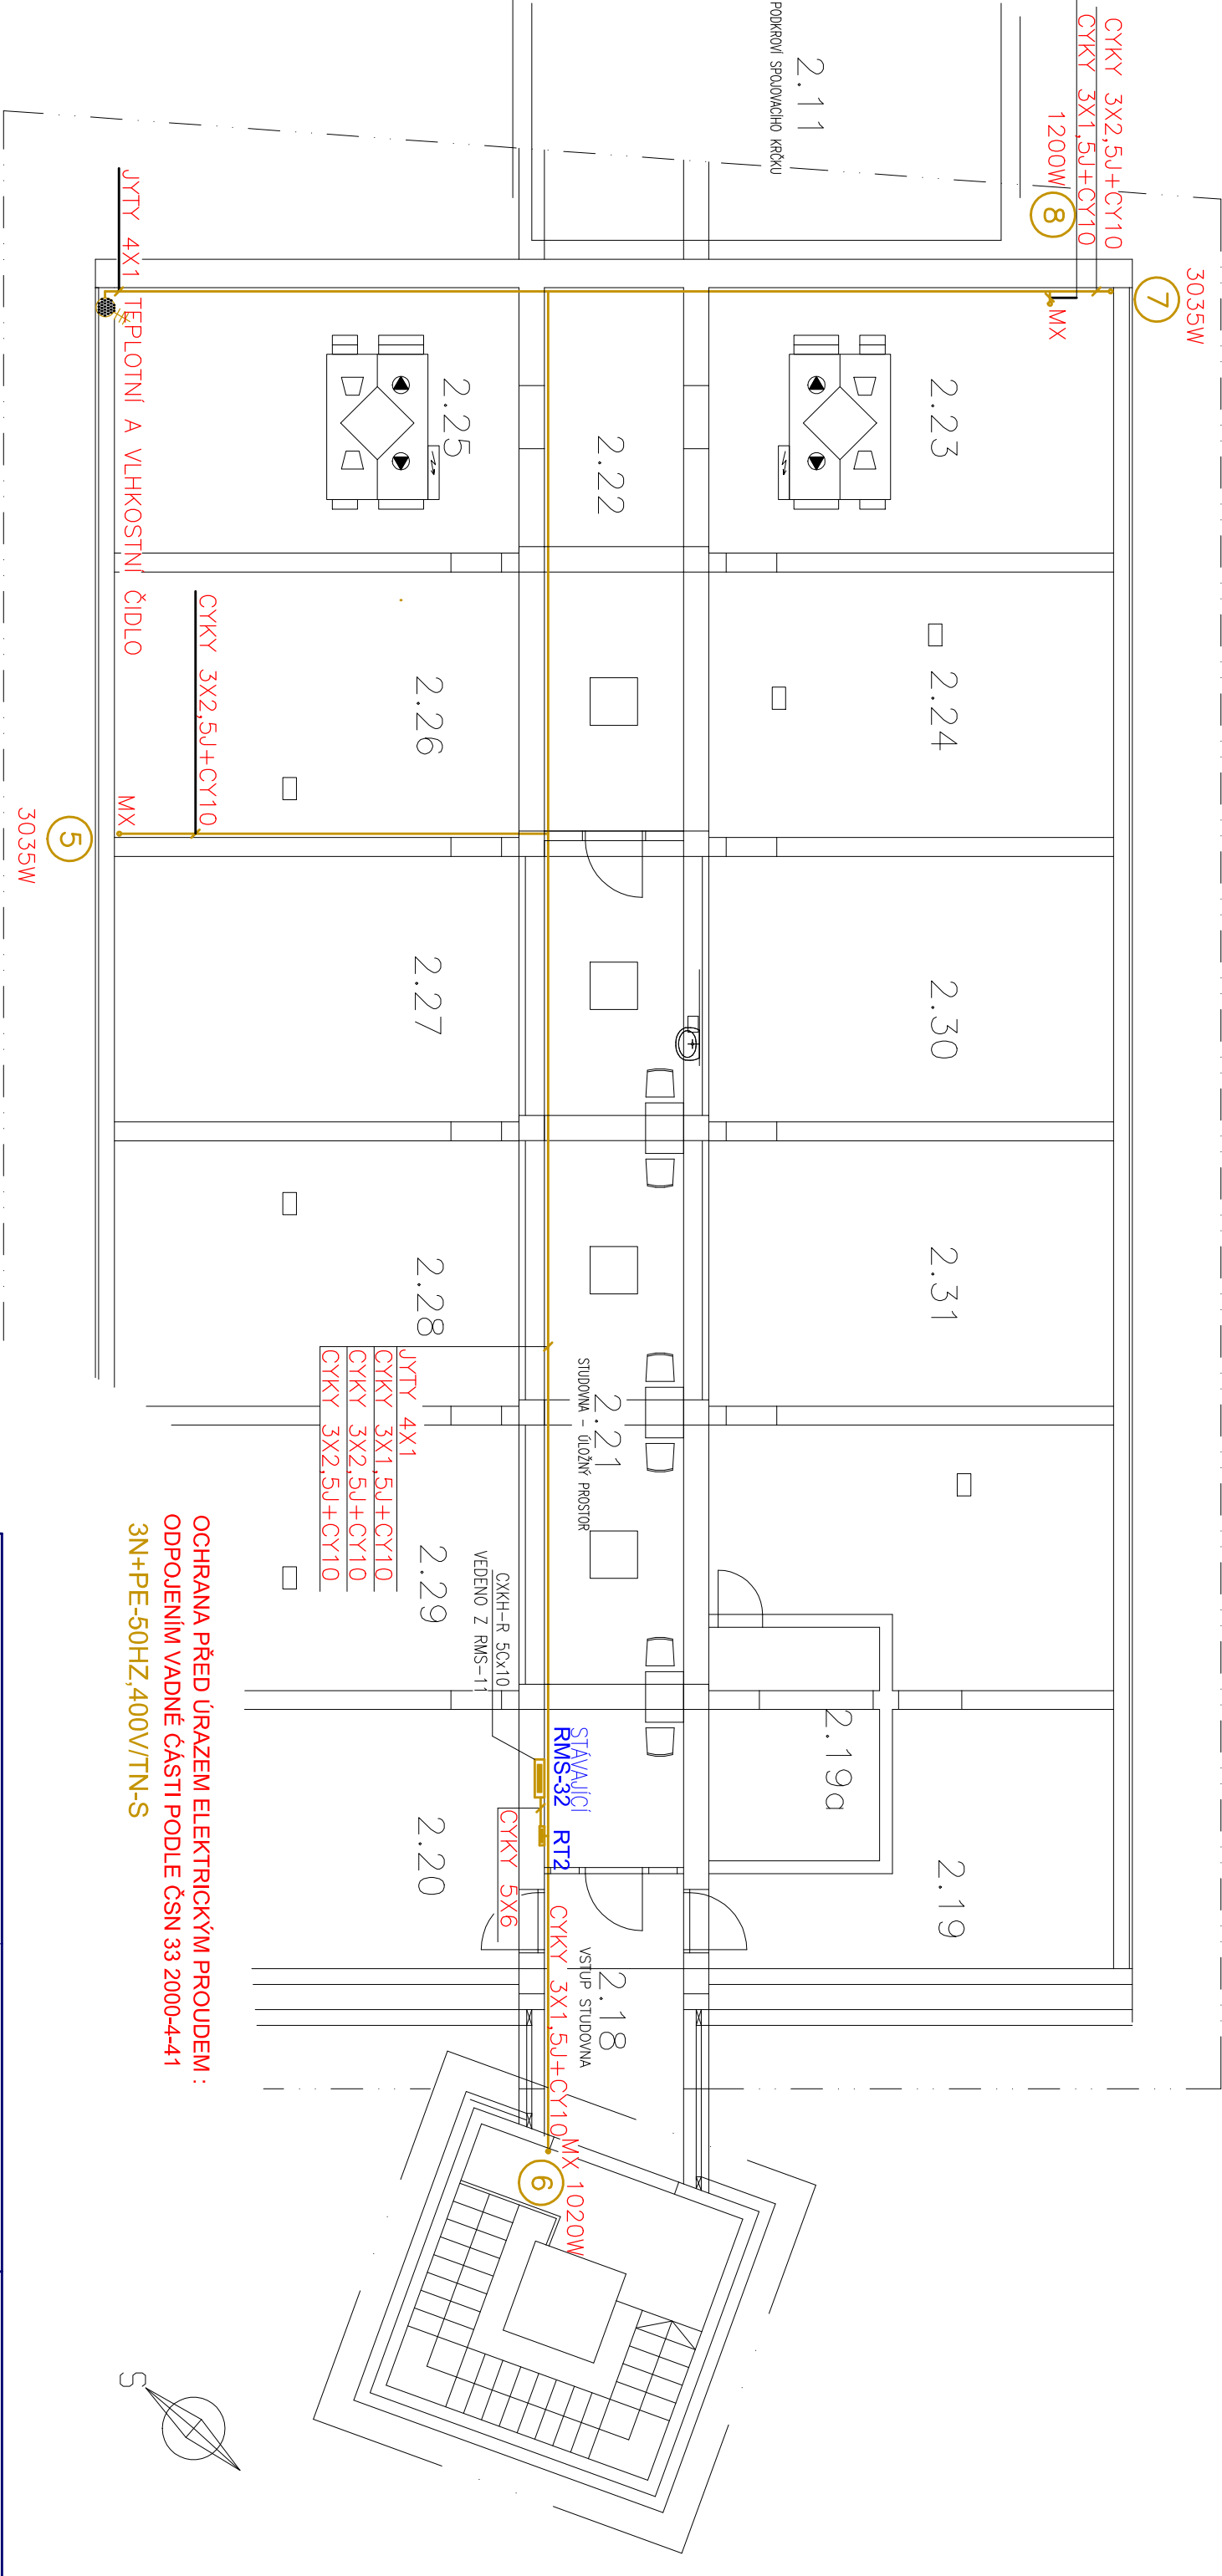 CYKY 3X2,5J+CY10
CYKY 3X1,5J+CY10
1200W
8
3035W
7
MX
2.11
PODKROVÍ SPOJOVACÍHO KRČKU
2.23
2.24
2.30
2.31
2.19a
2.19
2.22
2.21
STUDOVNA - ÚLOŽNÝ PROSTOR
STÁVAJÍCÍ
RMS-32
RT2
2.18
VSTUP STUDOVNA
CYKY 3X1,5J+CY10
MX 1020W
6
CXKH-R 5Cx10
VEDENO Z RMS-11
CYKY 5X6
2.25
2.26
2.27
2.28
2.29
2.20
JYTY 4X1
CYKY 3X1,5J+CY10
CYKY 3X2,5J+CY10
CYKY 3X2,5J+CY10
CYKY 3X2,5J+CY10
JYTY 4X1
TEPLOTNÍ A VLHKOSTNÍ ČIDLO
MX
5
3035W
OCHRANA PŘED ÚRAZEM ELEKTRICKÝM PROUDEM :
ODPOJENÍM VADNÉ ČÁSTI PODLE ČSN 33 2000-4-41
3N+PE-50HZ,400V/TN-S
S